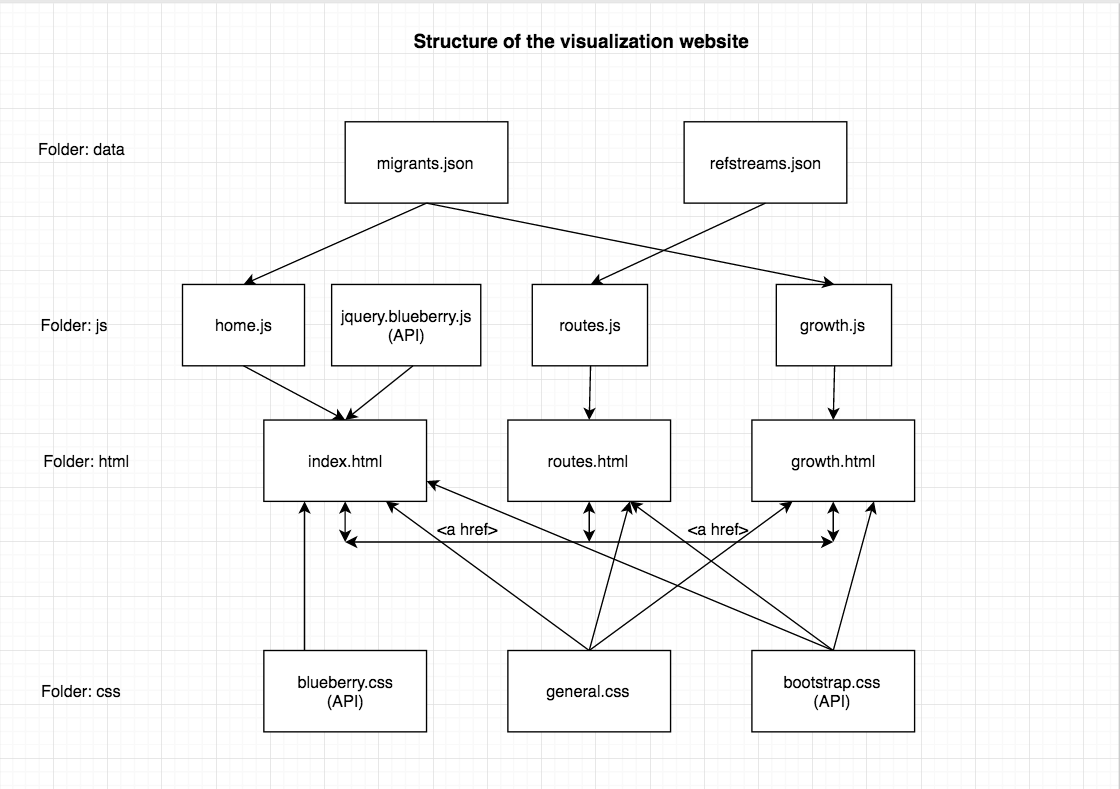 Structure of the visualization website
Folder: data
migrants.json
refstreams.json
Folder: js
home.js
jquery.blueberry.js
(API)
routes.js
growth.js
Folder: html
index.html
routes.html
growth.html
<a href>
<a href>
Folder: css
blueberry.css
(API)
general.css
bootstrap.css
(API)